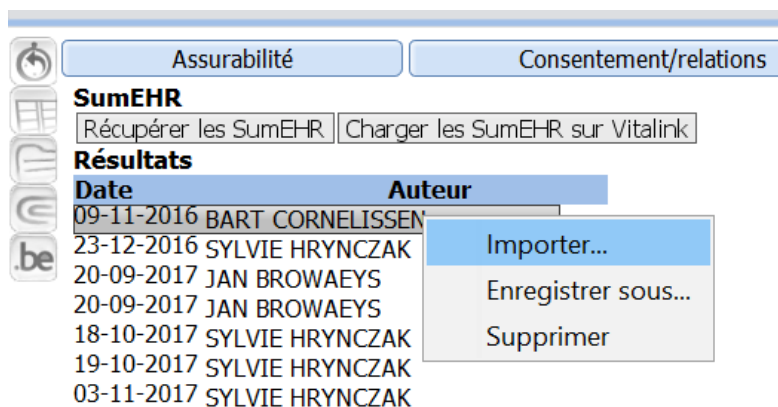 Assurabilité Consentement/relations
SumEHR
Récupérer les SumEHR Charger les SumEHR sur Vitalink
Résultats
Date Auteur
09-11-2016 BART CORNELISSEN
23-12-2016 SYLVIE HRYNCZAK
20-09-2017 JAN BROWAEYS
20-09-2017 JAN BROWAEYS
18-10-2017 SYLVIE HRYNCZAK
19-10-2017 SYLVIE HRYNCZAK
03-11-2017 SYLVIE HRYNCZAK
Importer...
Enregistrer sous...
Supprimer
.be